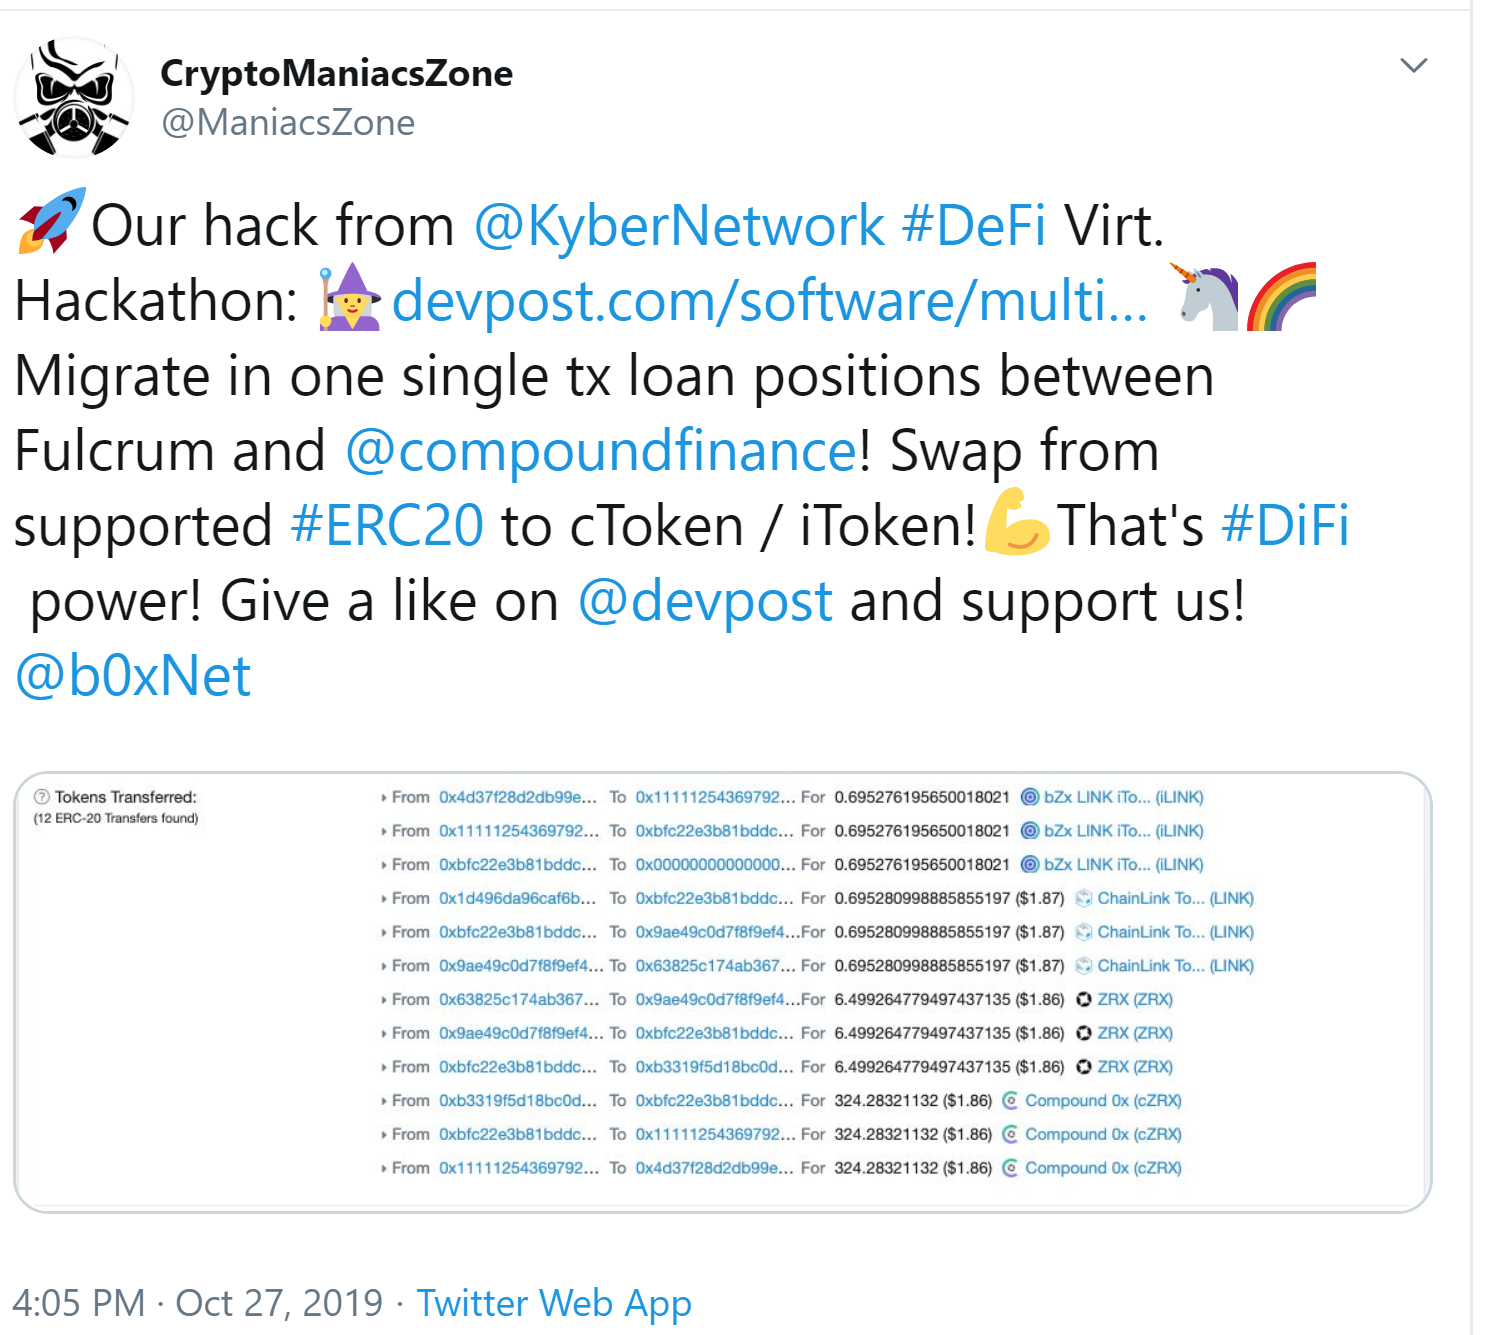 CryptoManiacsZone
@ManiacsZone
🚀Our hack from @KyberNetwork #DeFi Virt.
Hackathon: 🧙‍♀️devpost.com/software/multi… 🦄🌈
Migrate in one single tx loan positions between
Fulcrum and @compoundfinance! Swap from
supported #ERC20 to cToken / iToken!💪That's #DiFi
power! Give a like on @devpost and support us!
@b0xNet
Tokens Transferred:
(12 ERC-20 Transfers found)
From 0x4d37f28d2db99e... To 0x11111254369792... For 0.695276195650018021 bZx LINK iTo... (iLINK)
From 0x11111254369792... To 0xbfc22e3b81bddc... For 0.695276195650018021 bZx LINK iTo... (iLINK)
From 0xbfc22e3b81bddc... To 0x00000000000000... For 0.695276195650018021 bZx LINK iTo... (iLINK)
From 0x1d496da96caf6b... To 0xbfc22e3b81bddc... For 0.695280998885855197 ($1.87) ChainLink To... (LINK)
From 0xbfc22e3b81bddc... To 0x9ae49c0d7f8f9ef4...For 0.695280998885855197 ($1.87) ChainLink To... (LINK)
From 0x9ae49c0d7f8f9ef4... To 0x63825c174ab367... For 0.695280998885855197 ($1.87) ChainLink To... (LINK)
From 0x63825c174ab367... To 0x9ae49c0d7f8f9ef4...For 6.499264779497437135 ($1.86) ZRX (ZRX)
From 0x9ae49c0d7f8f9ef4... To 0xbfc22e3b81bddc... For 6.499264779497437135 ($1.86) ZRX (ZRX)
From 0xbfc22e3b81bddc... To 0xb3319f5d18bc0d... For 6.499264779497437135 ($1.86) ZRX (ZRX)
From 0xb3319f5d18bc0d... To 0xbfc22e3b81bddc... For 324.28321132 ($1.86) Compound 0x (cZRX)
From 0xbfc22e3b81bddc... To 0x11111254369792... For 324.28321132 ($1.86) Compound 0x (cZRX)
From 0x11111254369792... To 0x4d37f28d2db99e... For 324.28321132 ($1.86) Compound 0x (cZRX)
4:05 PM · Oct 27, 2019 · Twitter Web App